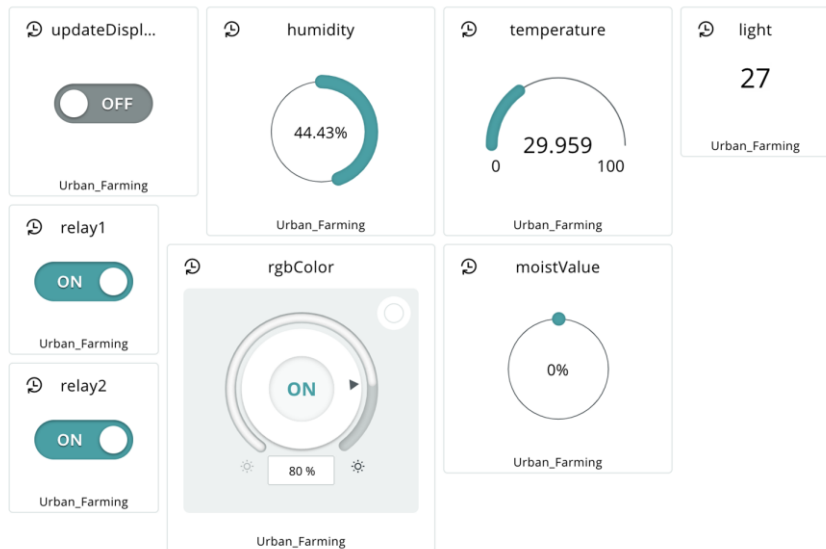 updateDispl...
OFF
Urban_Farming
humidity
44.43%
Urban_Farming
temperature
29.959
0
100
Urban_Farming
light
27
Urban_Farming
relay1
ON
Urban_Farming
relay2
ON
Urban_Farming
rgbColor
ON
80 %
Urban_Farming
moistValue
0%
Urban_Farming